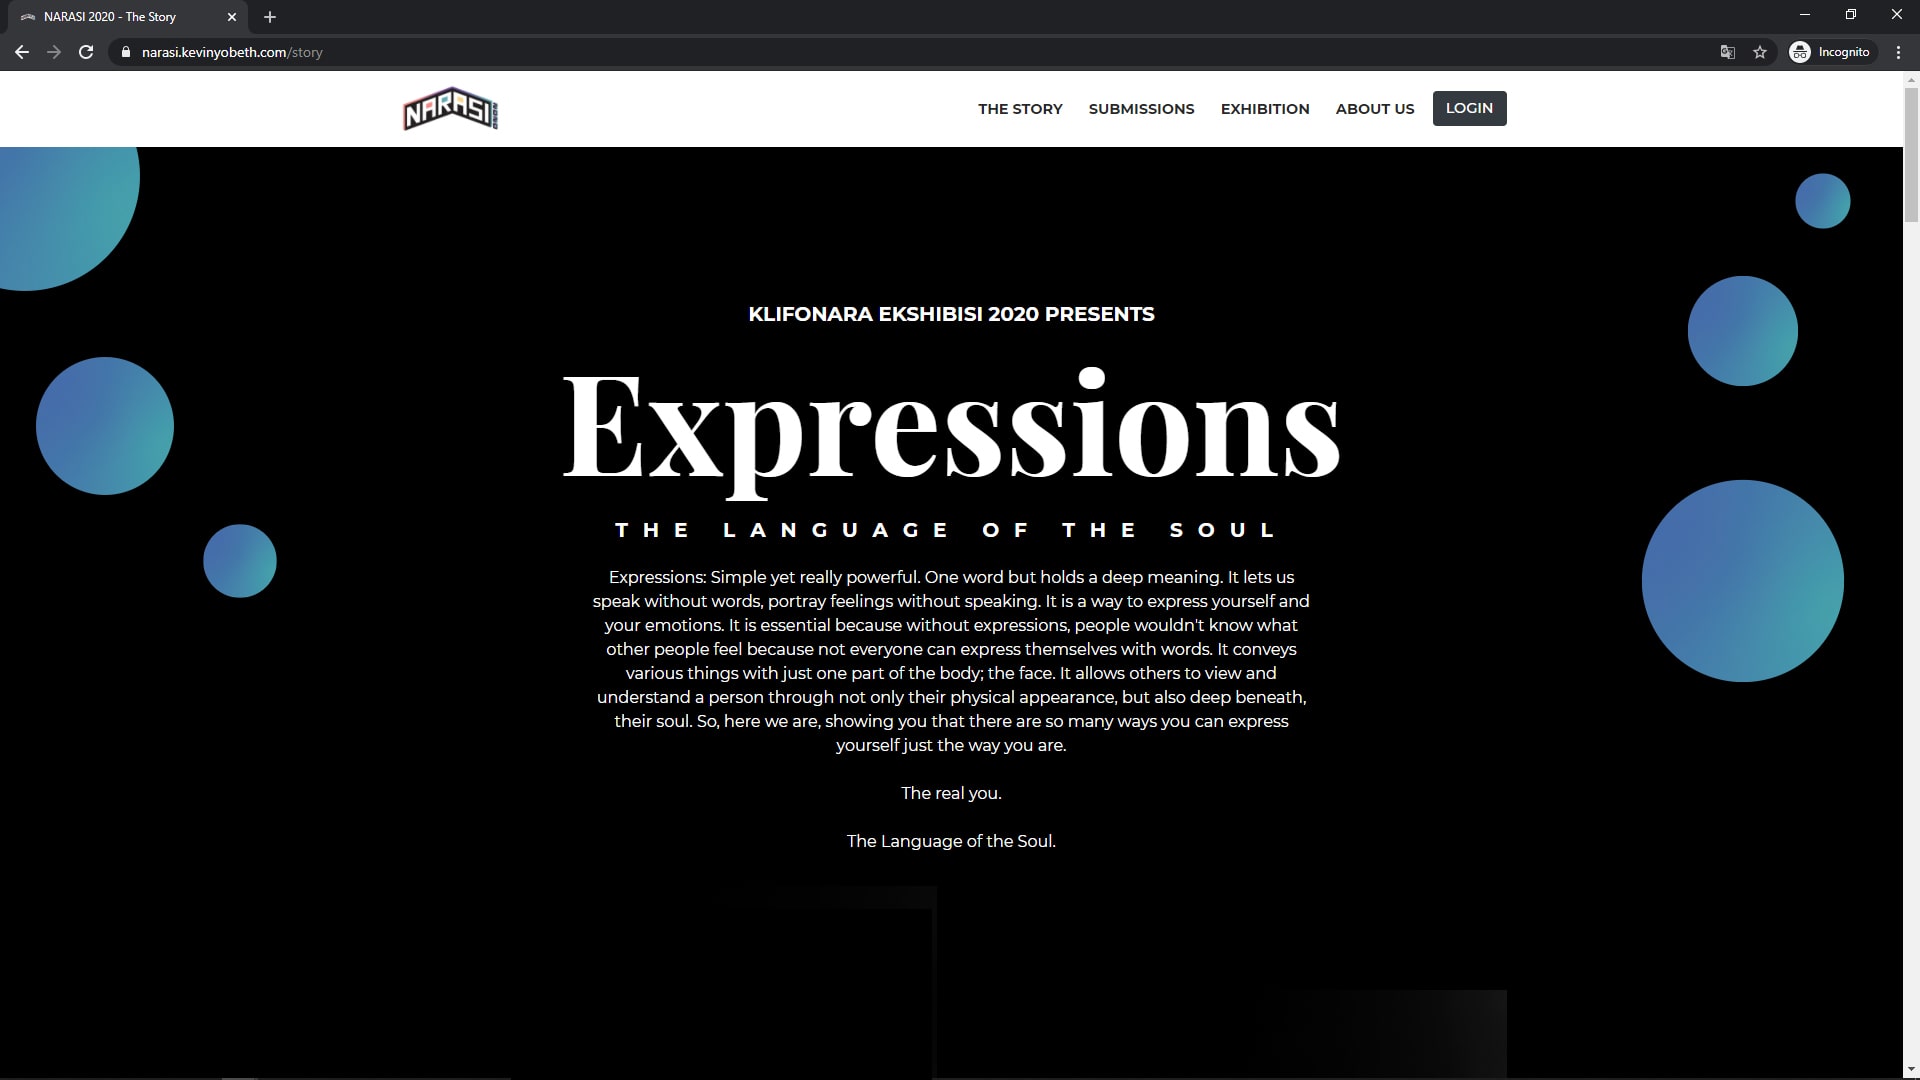 NARASI 2020 - The Story
narasi.kevinyobeth.com/story
Incognito
NARASI 2020
THE STORY
SUBMISSIONS
EXHIBITION
ABOUT US
LOGIN
KLIFONARA EKSHIBISI 2020 PRESENTS
Expressions
THE LANGUAGE OF THE SOUL
Expressions: Simple yet really powerful. One word but holds a deep meaning. It lets us
speak without words, portray feelings without speaking. It is a way to express yourself and
your emotions. It is essential because without expressions, people wouldn't know what
other people feel because not everyone can express themselves with words. It conveys
various things with just one part of the body; the face. It allows others to view and
understand a person through not only their physical appearance, but also deep beneath,
their soul. So, here we are, showing you that there are so many ways you can express
yourself just the way you are.
The real you.
The Language of the Soul.